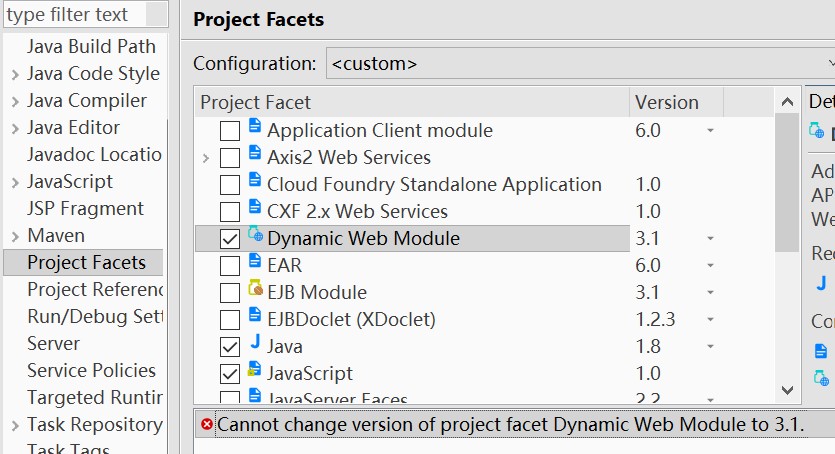 type filter text
Java Build Path
Java Code Style
Java Compiler
Java Editor
Javadoc Locatio
JavaScript
JSP Fragment
Maven
Project Facets
Project Referenc
Run/Debug Sett
Server
Service Policies
Targeted Runtir
Task Repository
Task Tags
Project Facets
Configuration: <custom>
Project Facet Version
Application Client module 6.0
Axis2 Web Services
Cloud Foundry Standalone Application 1.0
CXF 2.x Web Services 1.0
Dynamic Web Module 3.1
EAR 6.0
EJB Module 3.1
EJBDoclet (XDoclet) 1.2.3
Java 1.8
JavaScript 1.0
JavaServer Faces 2.2
Cannot change version of project facet Dynamic Web Module to 3.1.
Det
Ad
AP
We
Rec
Co